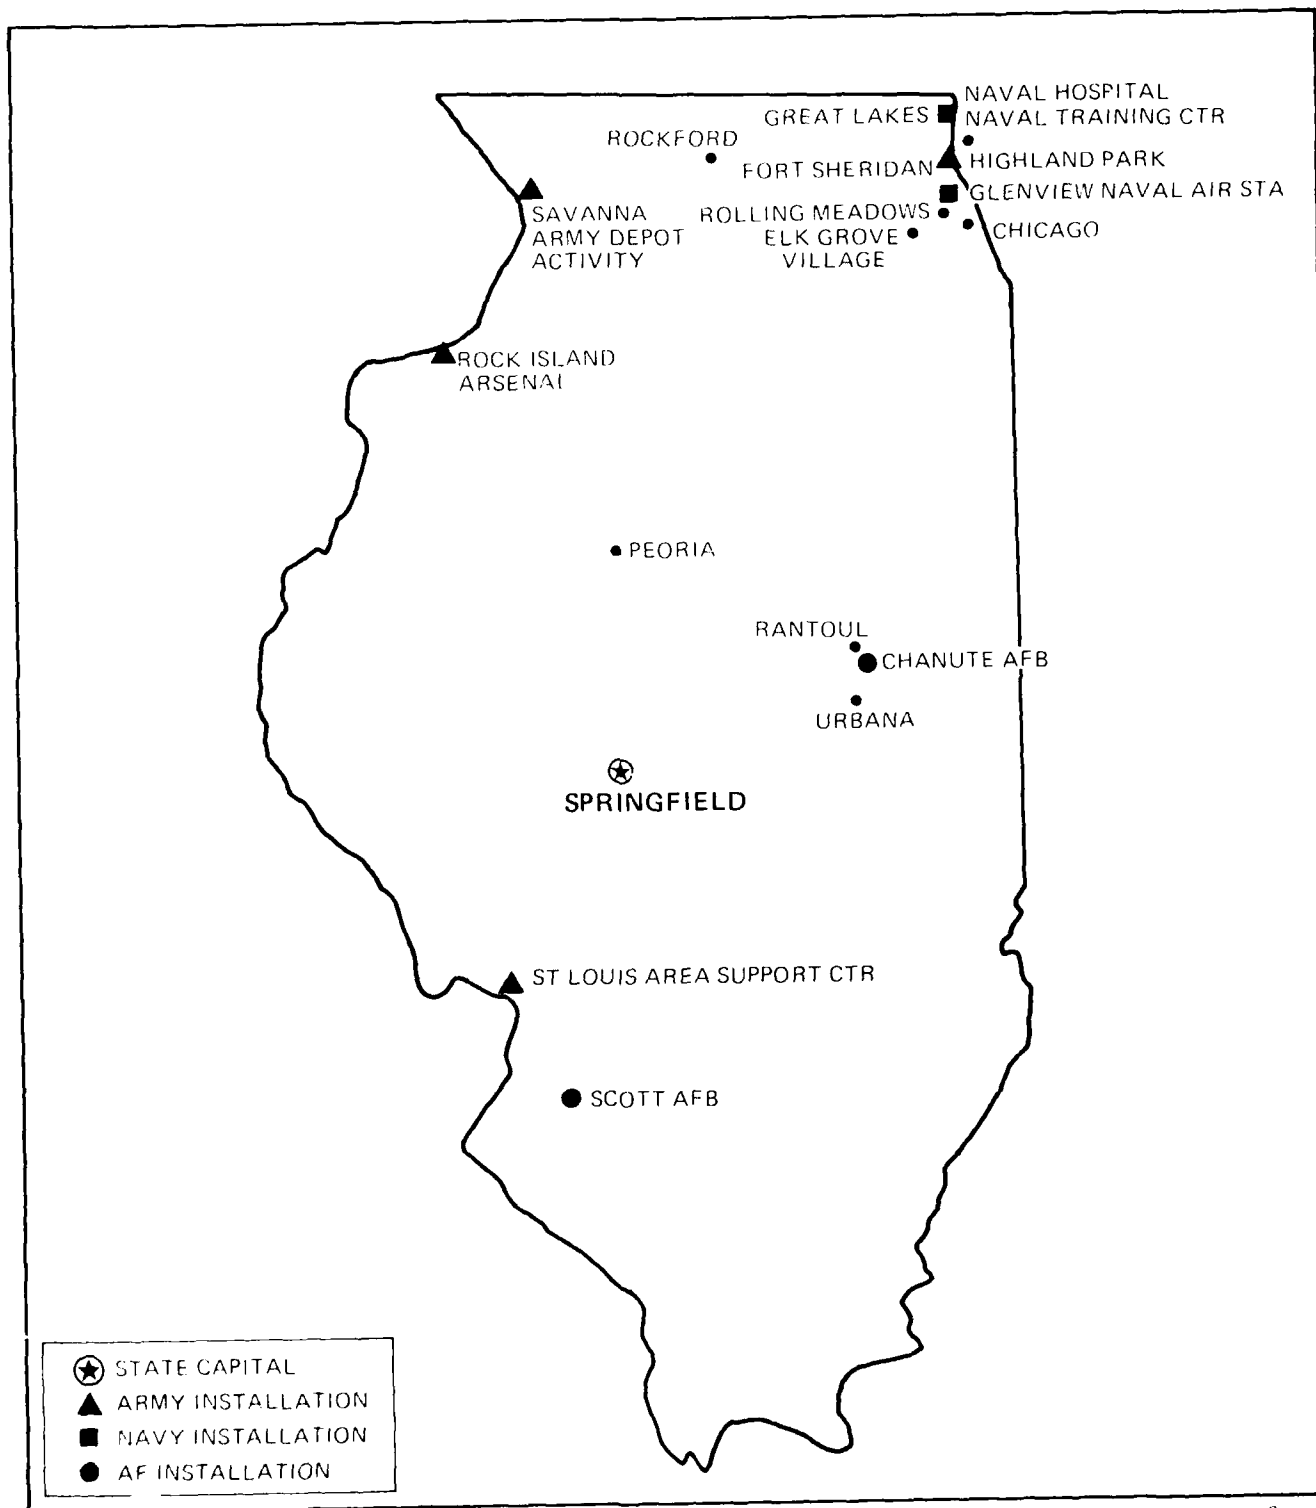 NAVAL HOSPITAL
GREAT LAKES NAVAL TRAINING CTR
ROCKFORD
FORT SHERIDAN HIGHLAND PARK
GLENVIEW NAVAL AIR STA
SAVANNA
ARMY DEPOT
ACTIVITY
ROLLING MEADOWS
ELK GROVE
VILLAGE
CHICAGO
ROCK ISLAND
ARSENAL
PEORIA
RANTOUL
CHANUTE AFB
URBANA
SPRINGFIELD
ST LOUIS AREA SUPPORT CTR
SCOTT AFB
STATE CAPITAL
ARMY INSTALLATION
NAVY INSTALLATION
AF INSTALLATION